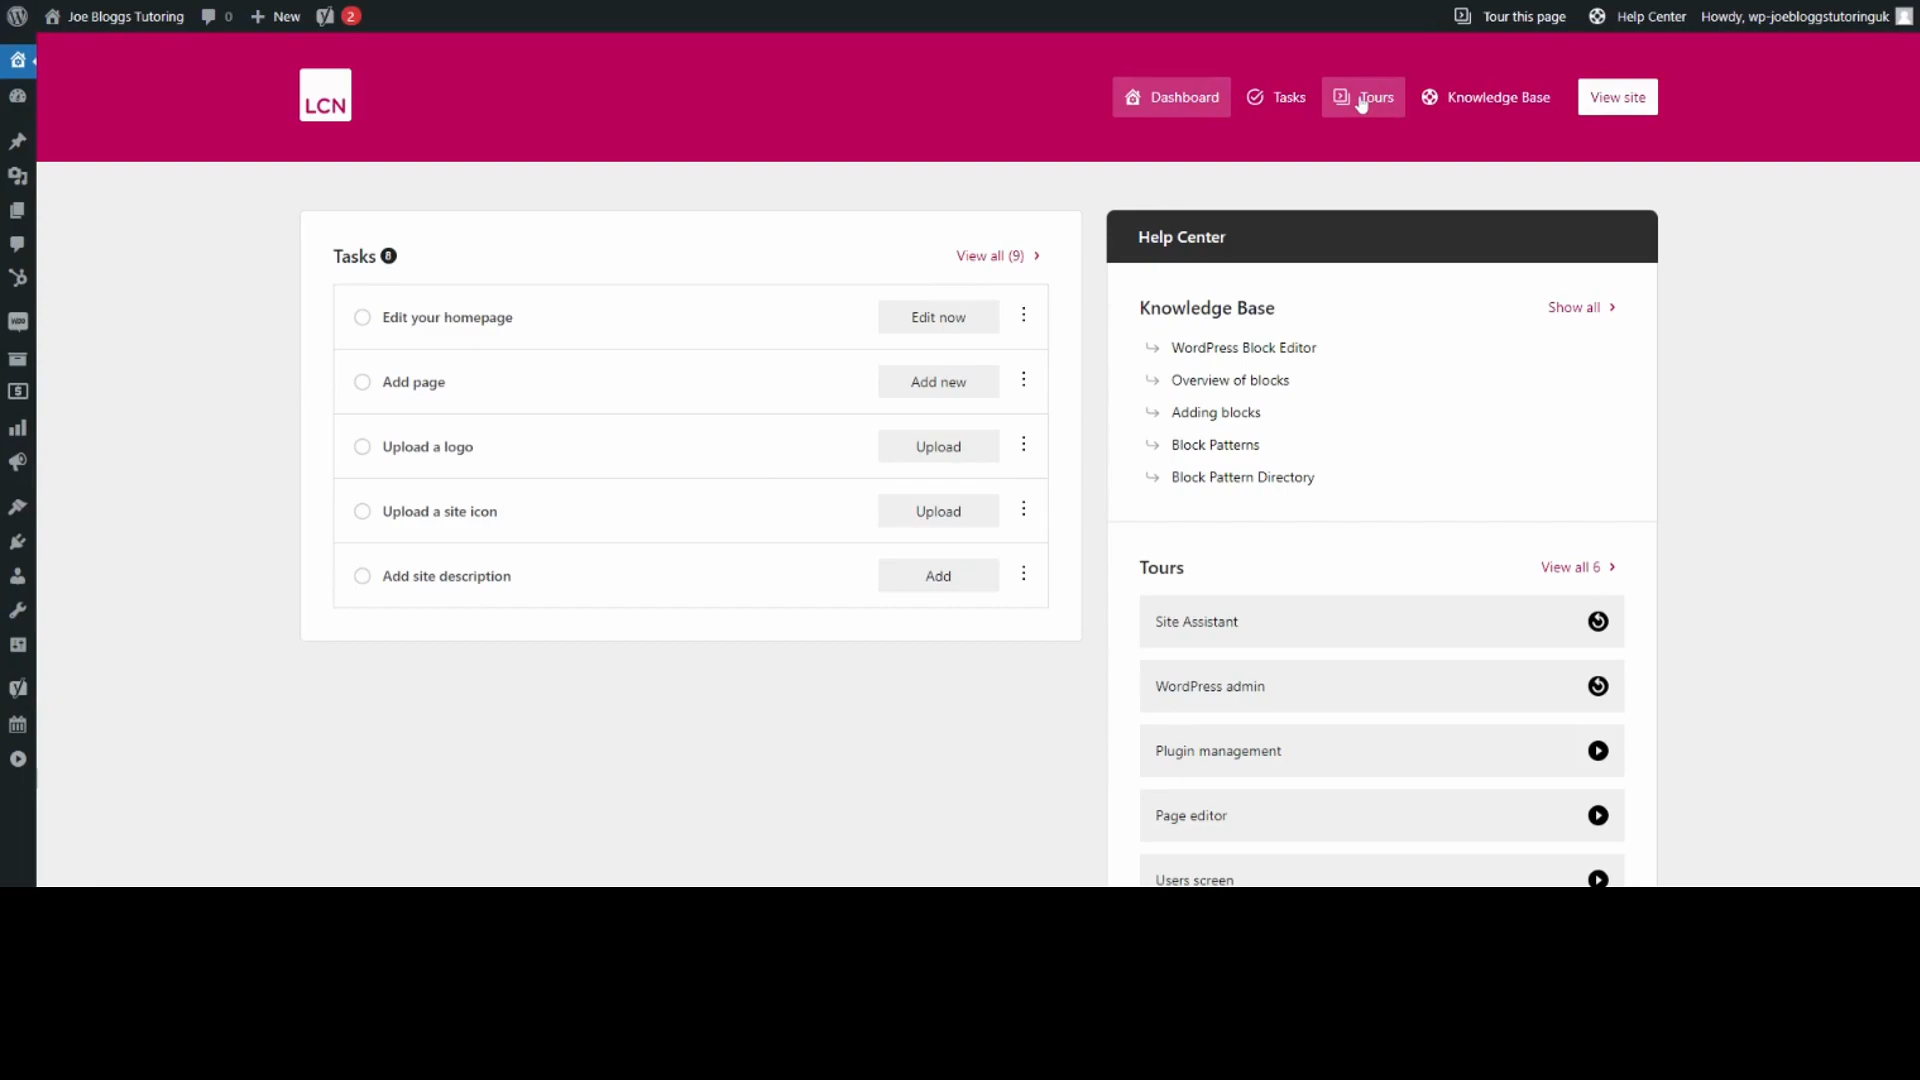 Joe Bloggs Tutoring 0 New 2 Tour this page Help Center Howdy, wp-joebloggstutoringuk
LCN Dashboard Tasks Tours Knowledge Base View site
Tasks 8 View all (9)
Edit your homepage Edit now
Add page Add new
Upload a logo Upload
Upload a site icon Upload
Add site description Add
Help Center
Knowledge Base Show all
WordPress Block Editor
Overview of blocks
Adding blocks
Block Patterns
Block Pattern Directory
Tours View all 6
Site Assistant
WordPress admin
Plugin management
Page editor
Users screen